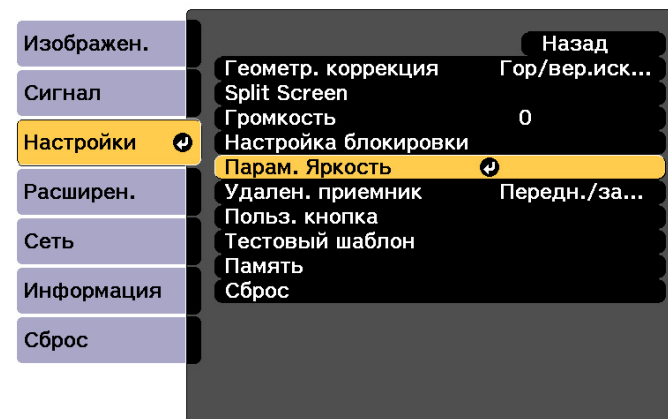 Изображен.
Сигнал
Настройки
Расширен.
Сеть
Информация
Сброс
Назад
Геометр. коррекция Гор/вер.иск...
Split Screen
Громкость 0
Настройка блокировки
Парам. Яркость
Удален. приемник Передн./за...
Польз. кнопка
Тестовый шаблон
Память
Сброс